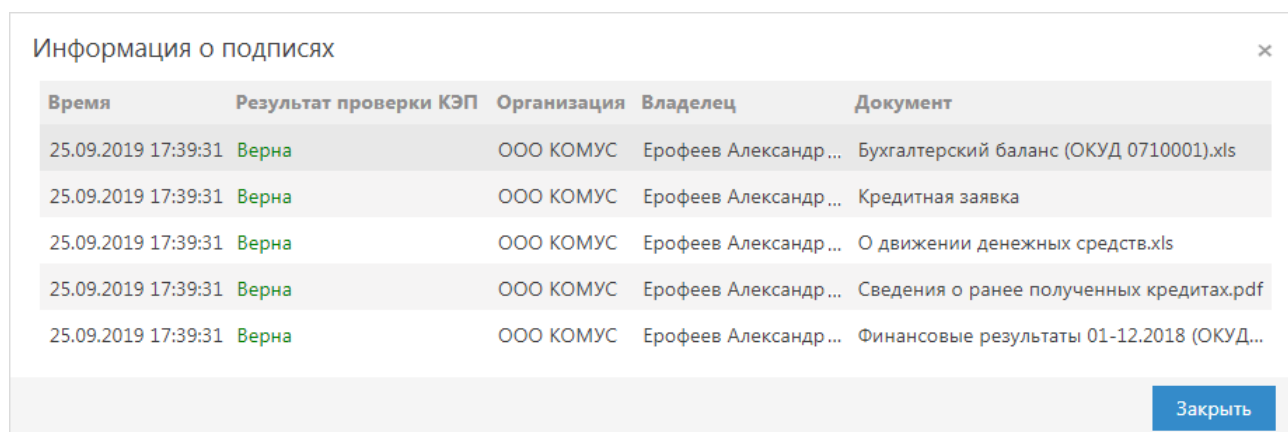 Информация о подписях ×
Время Результат проверки КЭП Организация Владелец Документ
25.09.2019 17:39:31 Верна ООО КОМУС Ерофеев Александр... Бухгалтерский баланс (ОКУД 0710001).xls
25.09.2019 17:39:31 Верна ООО КОМУС Ерофеев Александр... Кредитная заявка
25.09.2019 17:39:31 Верна ООО КОМУС Ерофеев Александр... О движении денежных средств.xls
25.09.2019 17:39:31 Верна ООО КОМУС Ерофеев Александр... Сведения о ранее полученных кредитах.pdf
25.09.2019 17:39:31 Верна ООО КОМУС Ерофеев Александр... Финансовые результаты 01-12.2018 (ОКУД...
Закрыть